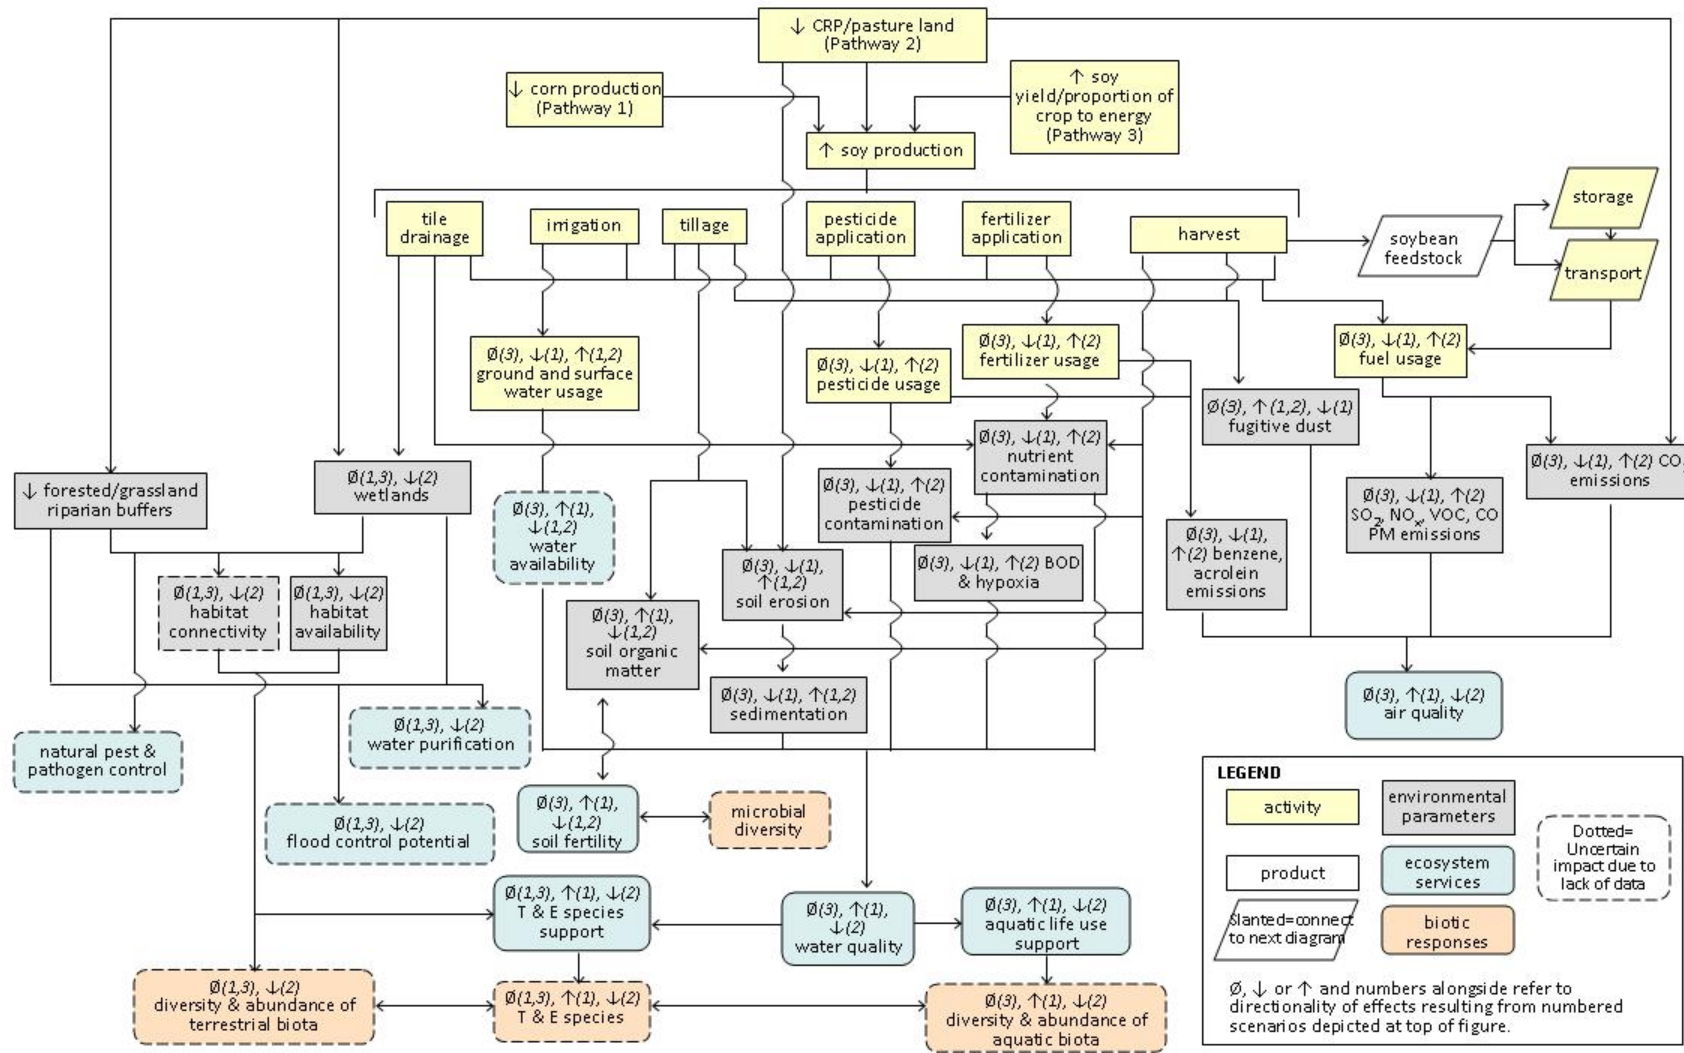 ↓ CRP/pasture land
(Pathway 2)
↓ corn production
(Pathway 1)
↑ soy
yield/proportion of
crop to energy
(Pathway 3)
↑ soy production
tile
drainage
irrigation
tillage
pesticide
application
fertilizer
application
harvest
soybean
feedstock
storage
transport
Ø(3), ↓(1), ↑(1,2)
ground and surface
water usage
Ø(3), ↓(1), ↑(2)
pesticide usage
Ø(3), ↓(1), ↑(2)
fertilizer usage
Ø(3), ↓(1), ↑(2)
fuel usage
Ø(3), ↑(1,2), ↓(1)
fugitive dust
↓ forested/grassland
riparian buffers
Ø(1,3), ↓(2)
wetlands
Ø(3), ↑(1),
↓(1,2)
water
availability
Ø(3), ↓(1), ↑(2)
nutrient
contamination
Ø(3), ↓(1), ↑(2)
pesticide
contamination
Ø(3), ↓(1), ↑(2) BOD
& hypoxia
Ø(3), ↓(1),
↑(2) benzene,
acrolein
emissions
Ø(3), ↓(1), ↑(2)
SO2, NOx, VOC, CO
PM emissions
Ø(3), ↓(1), ↑(2) CO2
emissions
Ø(1,3), ↓(2)
habitat
connectivity
Ø(1,3), ↓(2)
habitat
availability
Ø(3), ↑(1),
↓(1,2)
soil organic
matter
Ø(3), ↓(1),
↑(1,2)
soil erosion
Ø(3), ↓(1), ↑(1,2)
sedimentation
Ø(3), ↑(1), ↓(2)
air quality
natural pest &
pathogen control
Ø(1,3), ↓(2)
water purification
Ø(1,3), ↓(2)
flood control potential
Ø(3), ↑(1),
↓(1,2)
soil fertility
microbial
diversity
Ø(1,3), ↑(1), ↓(2)
T & E species
support
Ø(3), ↑(1),
↓(2)
water quality
Ø(3), ↑(1), ↓(2)
aquatic life use
support
Ø(1,3), ↓(2)
diversity & abundance of
terrestrial biota
Ø(1,3), ↑(1), ↓(2)
T & E species
Ø(3), ↑(1), ↓(2)
diversity & abundance of
aquatic biota
LEGEND
activity
environmental
parameters
product
ecosystem
services
Slanted=connect
to next diagram
biotic
responses
Dotted=
Uncertain
impact due to
lack of data
Ø, ↓ or ↑ and numbers alongside refer to
directionality of effects resulting from numbered
scenarios depicted at top of figure.